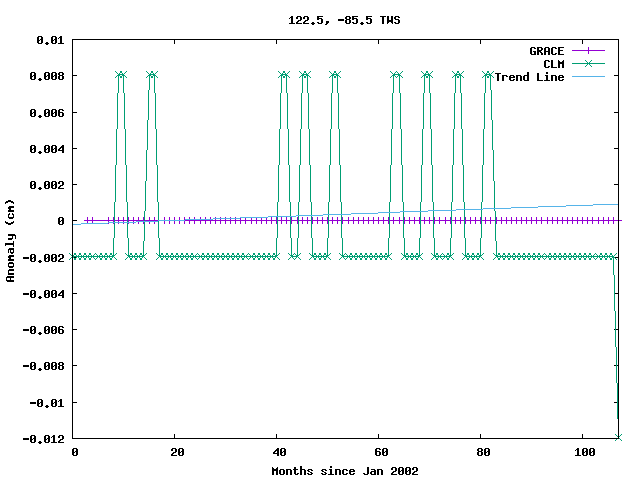 122.5, -85.5 TWS
GRACE
CLM
Trend Line
0.01
0.008
0.006
0.004
0.002
0
-0.002
-0.004
-0.006
-0.008
-0.01
-0.012
Anomaly (cm)
0 20 40 60 80 100
Months since Jan 2002